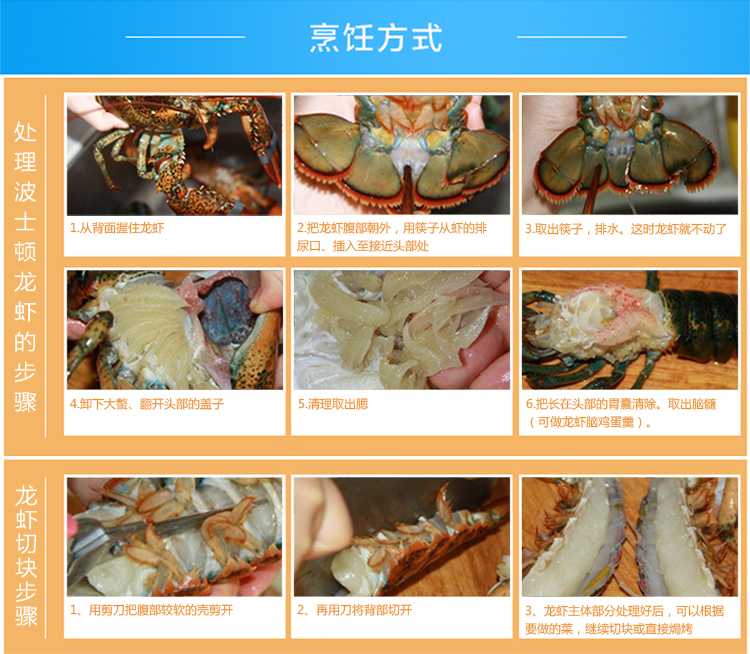 烹饪方式
处理波士顿龙虾的步骤
1.从背面握住龙虾
2.把龙虾腹部朝外，用筷子从虾的排
尿口、插入至接近头部处
3.取出筷子，排水。这时龙虾就不动了
4.卸下大螯、翻开头部的盖子
5.清理取出腮
6.把长在头部的胃囊清除。取出脑髓
（可做龙虾脑鸡蛋羹）。
龙虾切块步骤
1、用剪刀把腹部较软的壳剪开
2、再用刀将背部切开
3、龙虾主体部分处理好后，可以根据
要做的菜，继续切块或直接焗烤